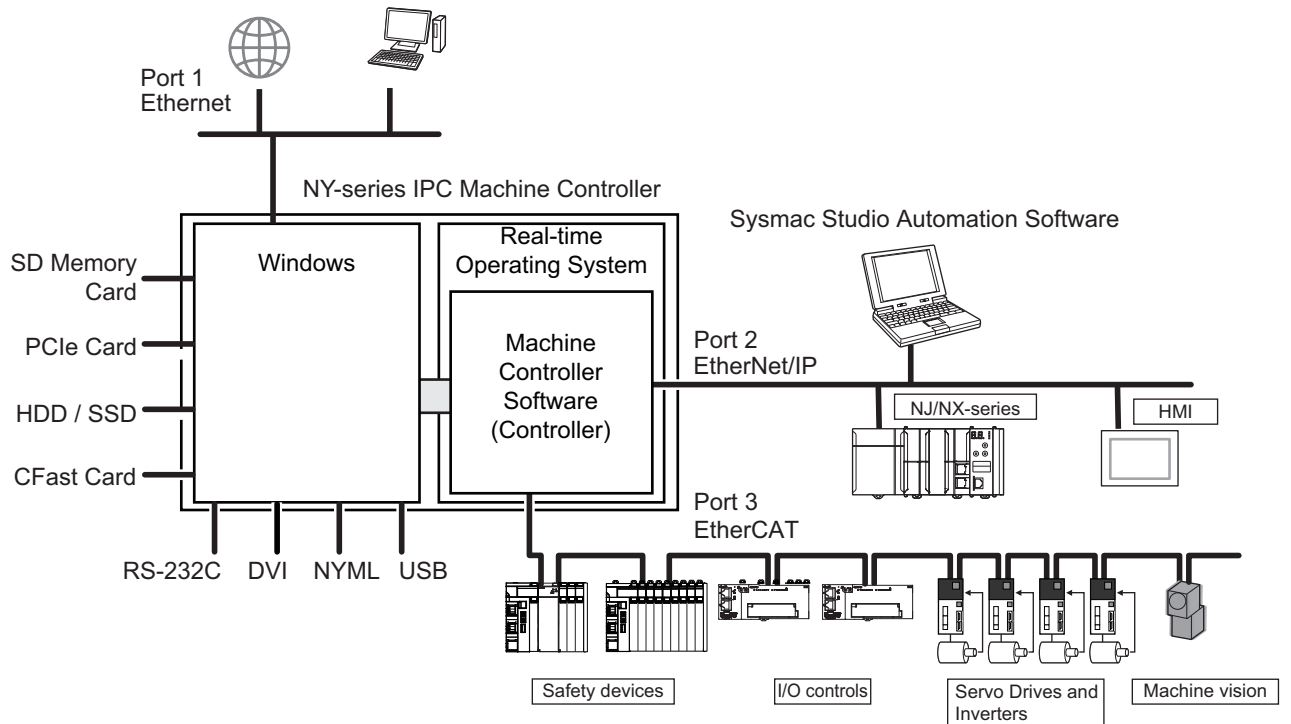 Port 1
Ethernet
NY-series IPC Machine Controller
Sysmac Studio Automation Software
SD Memory
Card
PCIe Card
HDD / SSD
CFast Card
Windows
Real-time
Operating System
Machine
Controller
Software
(Controller)
Port 2
EtherNet/IP
NJ/NX-series
HMI
Port 3
EtherCAT
RS-232C
DVI
NYML
USB
Safety devices
I/O controls
Servo Drives and
Inverters
Machine vision